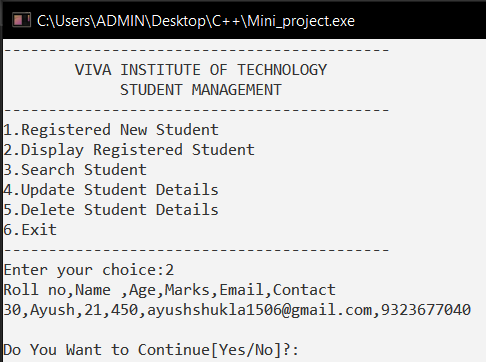 C:\Users\ADMIN\Desktop\C++\Mini_project.exe
-------------------------------------------
VIVA INSTITUTE OF TECHNOLOGY
STUDENT MANAGEMENT
-------------------------------------------
1.Registered New Student
2.Display Registered Student
3.Search Student
4.Update Student Details
5.Delete Student Details
6.Exit
-------------------------------------------
Enter your choice:2
Roll no,Name ,Age,Marks,Email,Contact
30,Ayush,21,450,ayushshukla1506@gmail.com,9323677040
Do You Want to Continue[Yes/No]?: